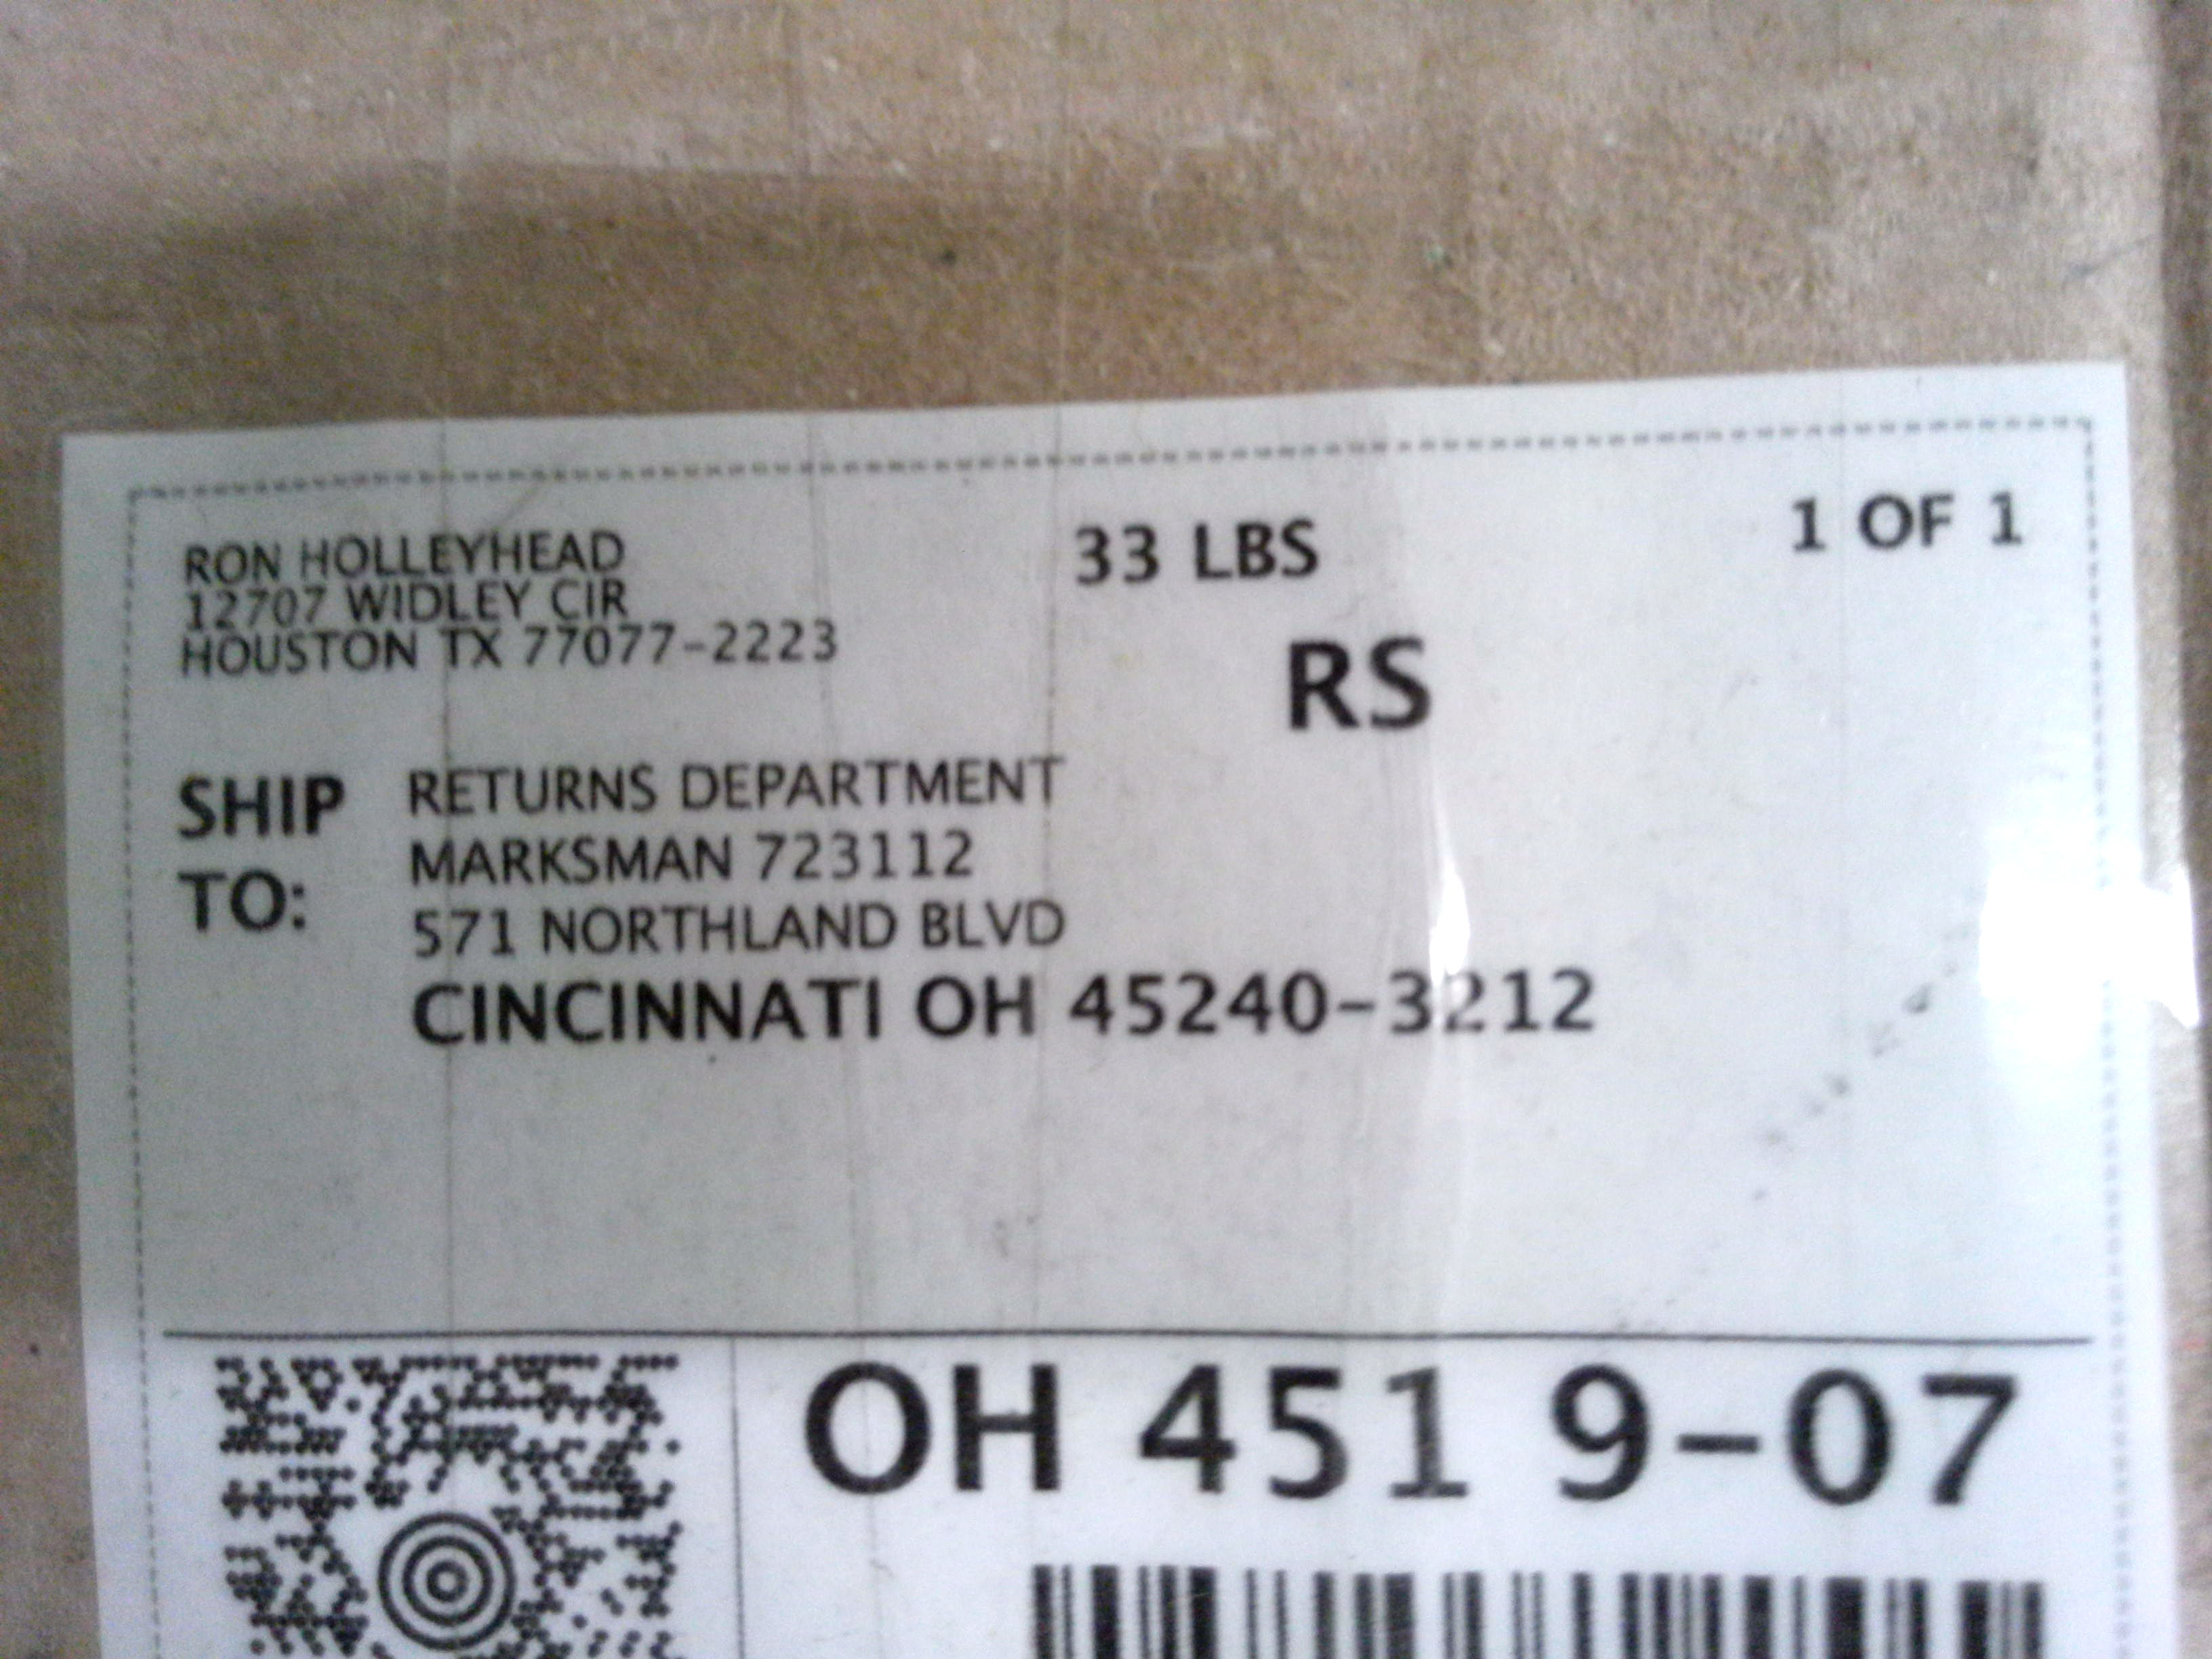 RON HOLLEYHEAD
12707 WIDLEY CIR
HOUSTON TX 77077-2223
33 LBS
1 OF 1
RS
SHIP TO:
RETURNS DEPARTMENT
MARKSMAN 723112
571 NORTHLAND BLVD
CINCINNATI OH 45240-3212
OH 451 9-07